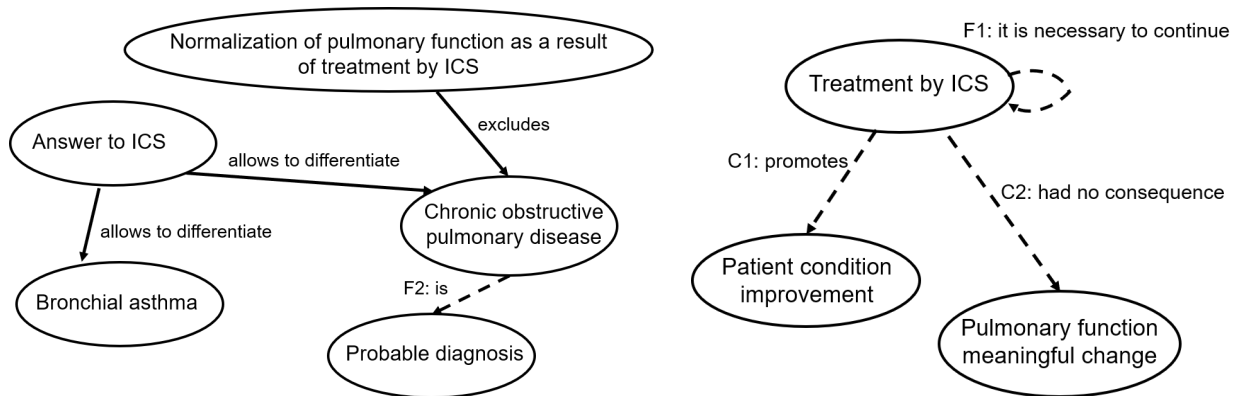 Normalization of pulmonary function as a result
of treatment by ICS
excludes
Answer to ICS
allows to differentiate
allows to differentiate
Chronic obstructive
pulmonary disease
Bronchial asthma
F2: is
Probable diagnosis
F1: it is necessary to continue
Treatment by ICS
C1: promotes
C2: had no consequence
Patient condition
improvement
Pulmonary function
meaningful change